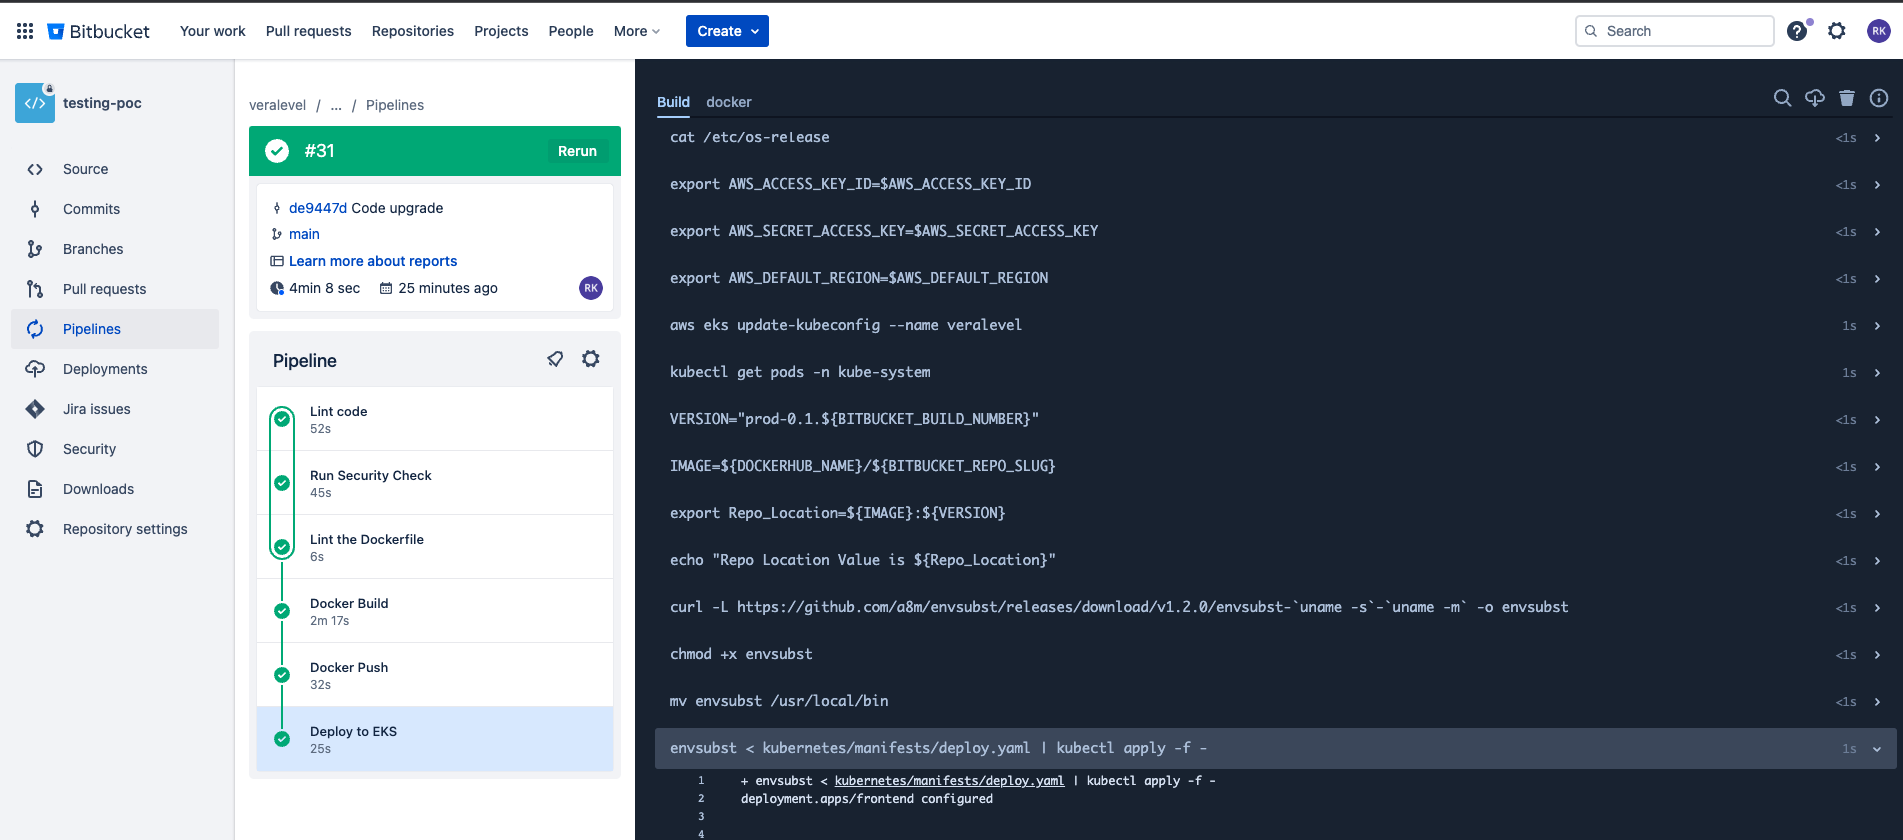 Bitbucket
Your work
Pull requests
Repositories
Projects
People
More
Create
Search
RK
</>
testing-poc
Source
Commits
Branches
Pull requests
Pipelines
Deployments
Jira issues
Security
Downloads
Repository settings
veralevel / ... / Pipelines
#31
Rerun
de9447d Code upgrade
main
Learn more about reports
4min 8 sec
25 minutes ago
RK
Pipeline
Lint code
52s
Run Security Check
45s
Lint the Dockerfile
6s
Docker Build
2m 17s
Docker Push
32s
Deploy to EKS
25s
Build
docker
cat /etc/os-release <1s
export AWS_ACCESS_KEY_ID=$AWS_ACCESS_KEY_ID <1s
export AWS_SECRET_ACCESS_KEY=$AWS_SECRET_ACCESS_KEY <1s
export AWS_DEFAULT_REGION=$AWS_DEFAULT_REGION <1s
aws eks update-kubeconfig --name veralevel 1s
kubectl get pods -n kube-system 1s
VERSION="prod-0.1.${BITBUCKET_BUILD_NUMBER}" <1s
IMAGE=${DOCKERHUB_NAME}/${BITBUCKET_REPO_SLUG} <1s
export Repo_Location=${IMAGE}:${VERSION} <1s
echo "Repo Location Value is ${Repo_Location}" <1s
curl -L https://github.com/a8m/envsubst/releases/download/v1.2.0/envsubst-`uname -s`-`uname -m` -o envsubst <1s
chmod +x envsubst <1s
mv envsubst /usr/local/bin <1s
envsubst < kubernetes/manifests/deploy.yaml | kubectl apply -f - 1s
1 + envsubst < kubernetes/manifests/deploy.yaml | kubectl apply -f -
2 deployment.apps/frontend configured
3
4